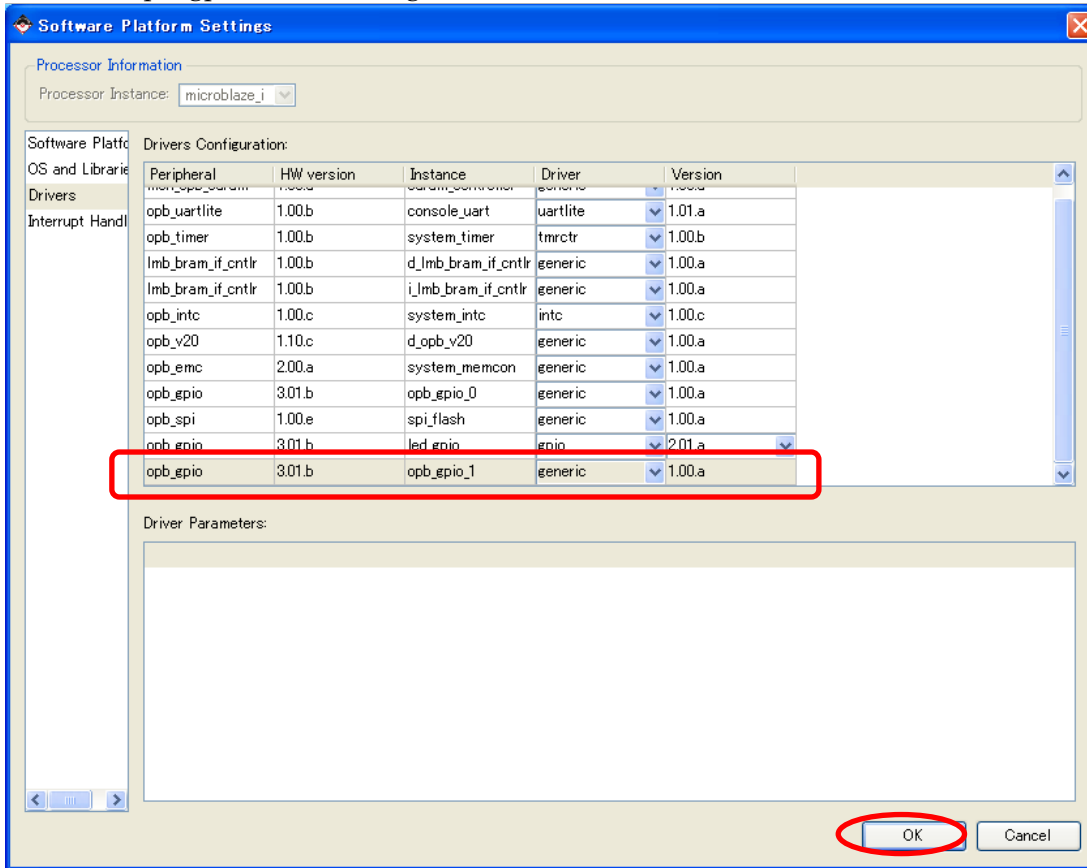 Software Platform Settings
Processor Information
Processor Instance: microblaze_i
Software Platfo
OS and Librarie
Drivers
Interrupt Handl
Drivers Configuration:
Peripheral HW version Instance Driver Version
opb_uartlite 1.00.b console_uart uartlite 1.01.a
opb_timer 1.00.b system_timer tmrctr 1.00.b
lmb_bram_if_cntlr 1.00.b d_lmb_bram_if_cntlr generic 1.00.a
lmb_bram_if_cntlr 1.00.b i_lmb_bram_if_cntlr generic 1.00.a
opb_intc 1.00.c system_intc intc 1.00.c
opb_v20 1.10.c d_opb_v20 generic 1.00.a
opb_emc 2.00.a system_memcon generic 1.00.a
opb_gpio 3.01.b opb_gpio_0 generic 1.00.a
opb_spi 1.00.e spi_flash generic 1.00.a
opb_gpio 3.01.b led_gpio gpio 2.01.a
opb_gpio 3.01.b opb_gpio_1 generic 1.00.a
Driver Parameters:
OK Cancel